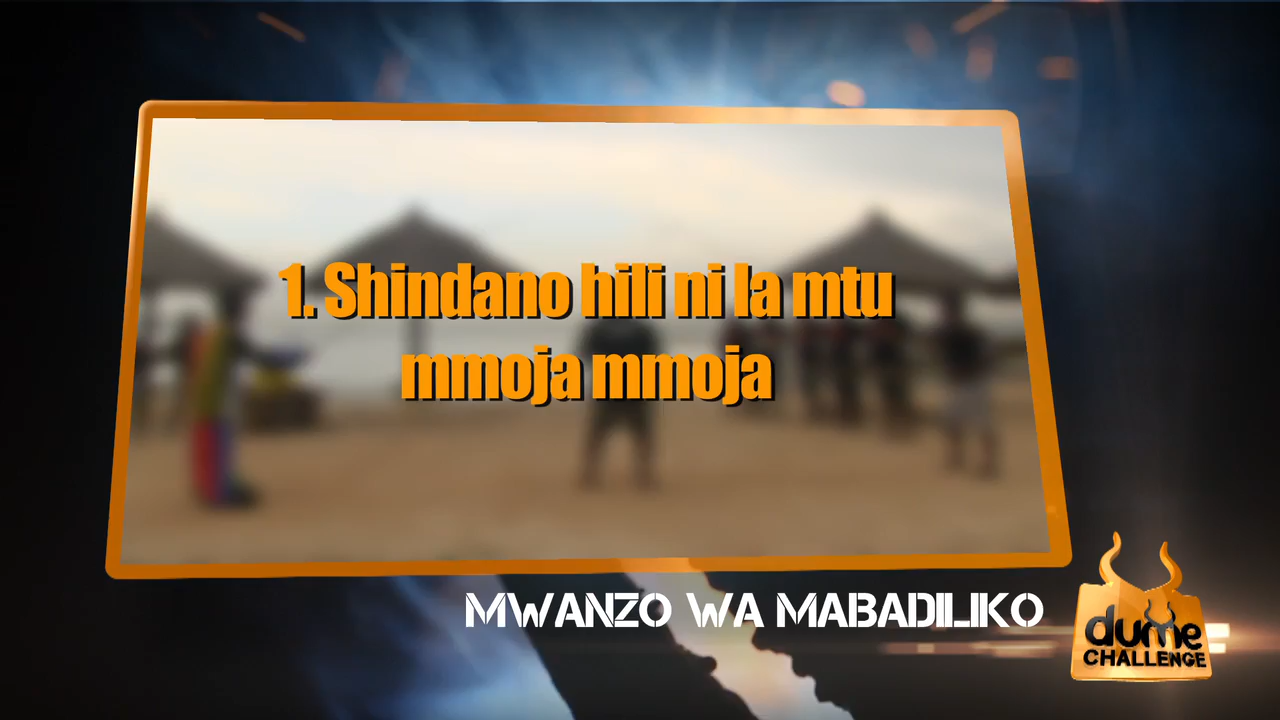 1. Shindano hili ni la mtu
mmoja mmoja
MWANZO WA MABADILIKO
dume
CHALLENGE